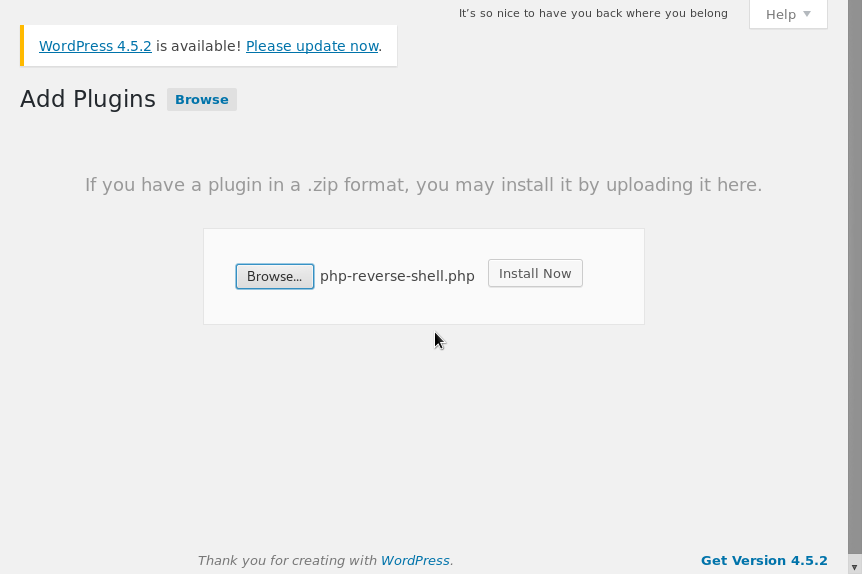 It's so nice to have you back where you belong
Help
WordPress 4.5.2 is available! Please update now.
Add Plugins Browse
If you have a plugin in a .zip format, you may install it by uploading it here.
Browse... php-reverse-shell.php Install Now
Thank you for creating with WordPress. Get Version 4.5.2